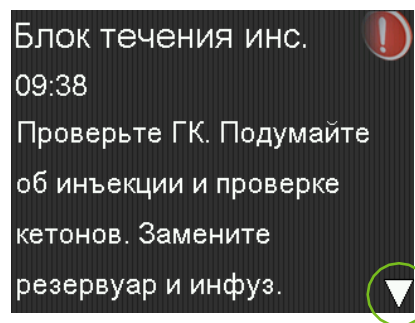 Блок течения инс.
09:38
Проверьте ГК. Подумайте
об инъекции и проверке
кетонов. Замените
резервуар и инфуз.